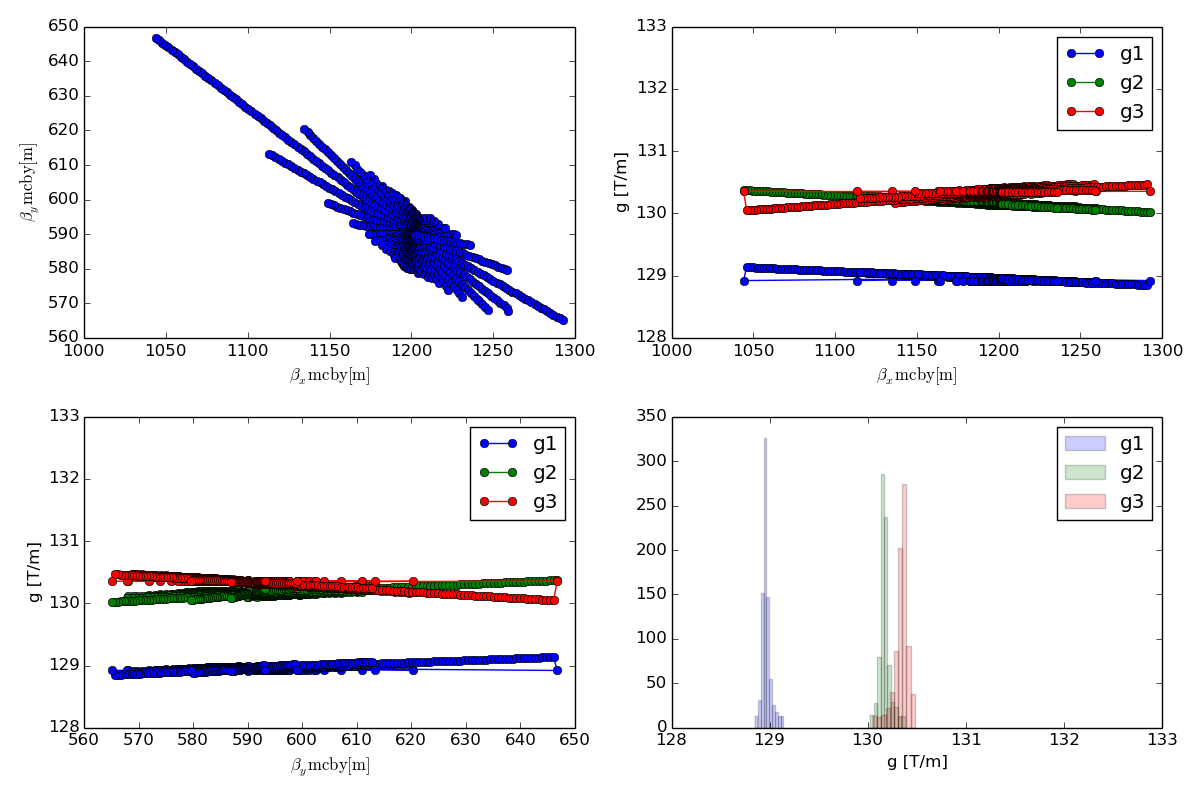 650
640
630
620
610
600
590
580
570
560
1000 1050 1100 1150 1200 1250 1300
βy mcby[m]
βx mcby[m]
133
132
131
130
129
128
1000 1050 1100 1150 1200 1250 1300
g [T/m]
βx mcby[m]
g1
g2
g3
133
132
131
130
129
128
560 570 580 590 600 610 620 630 640 650
g [T/m]
βy mcby[m]
g1
g2
g3
350
300
250
200
150
100
50
0
128 129 130 131 132 133
g [T/m]
g1
g2
g3